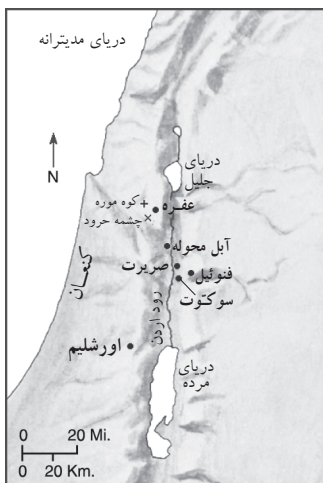 دریای مدیترانه
N
دریای
جلیل
کوه موره +
عفره
چشمه حرود ×
آبل محوله
کنعان
صریرت
فنوئیل
سوکتوت
رود اردن
اورشلیم
دریای
مرده
0 20 Mi.
0 20 Km.